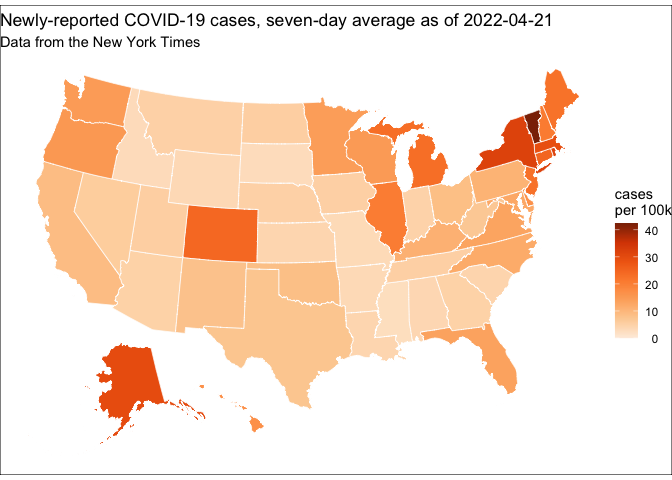 Newly-reported COVID-19 cases, seven-day average as of 2022-04-21
Data from the New York Times
cases
per 100k
40
30
20
10
0